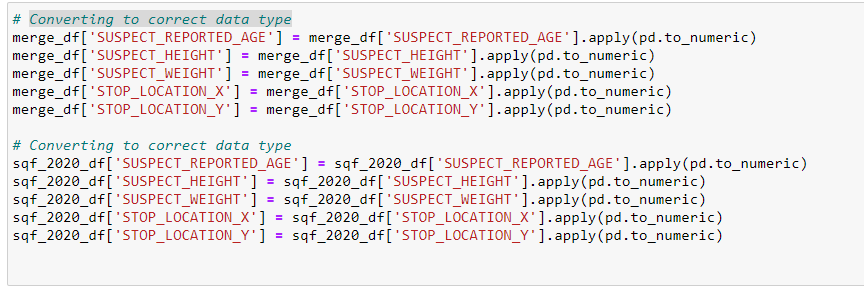 # Converting to correct data type
merge_df['SUSPECT_REPORTED_AGE'] = merge_df['SUSPECT_REPORTED_AGE'].apply(pd.to_numeric)
merge_df['SUSPECT_HEIGHT'] = merge_df['SUSPECT_HEIGHT'].apply(pd.to_numeric)
merge_df['SUSPECT_WEIGHT'] = merge_df['SUSPECT_WEIGHT'].apply(pd.to_numeric)
merge_df['STOP_LOCATION_X'] = merge_df['STOP_LOCATION_X'].apply(pd.to_numeric)
merge_df['STOP_LOCATION_Y'] = merge_df['STOP_LOCATION_Y'].apply(pd.to_numeric)
# Converting to correct data type
sqf_2020_df['SUSPECT_REPORTED_AGE'] = sqf_2020_df['SUSPECT_REPORTED_AGE'].apply(pd.to_numeric)
sqf_2020_df['SUSPECT_HEIGHT'] = sqf_2020_df['SUSPECT_HEIGHT'].apply(pd.to_numeric)
sqf_2020_df['SUSPECT_WEIGHT'] = sqf_2020_df['SUSPECT_WEIGHT'].apply(pd.to_numeric)
sqf_2020_df['STOP_LOCATION_X'] = sqf_2020_df['STOP_LOCATION_X'].apply(pd.to_numeric)
sqf_2020_df['STOP_LOCATION_Y'] = sqf_2020_df['STOP_LOCATION_Y'].apply(pd.to_numeric)